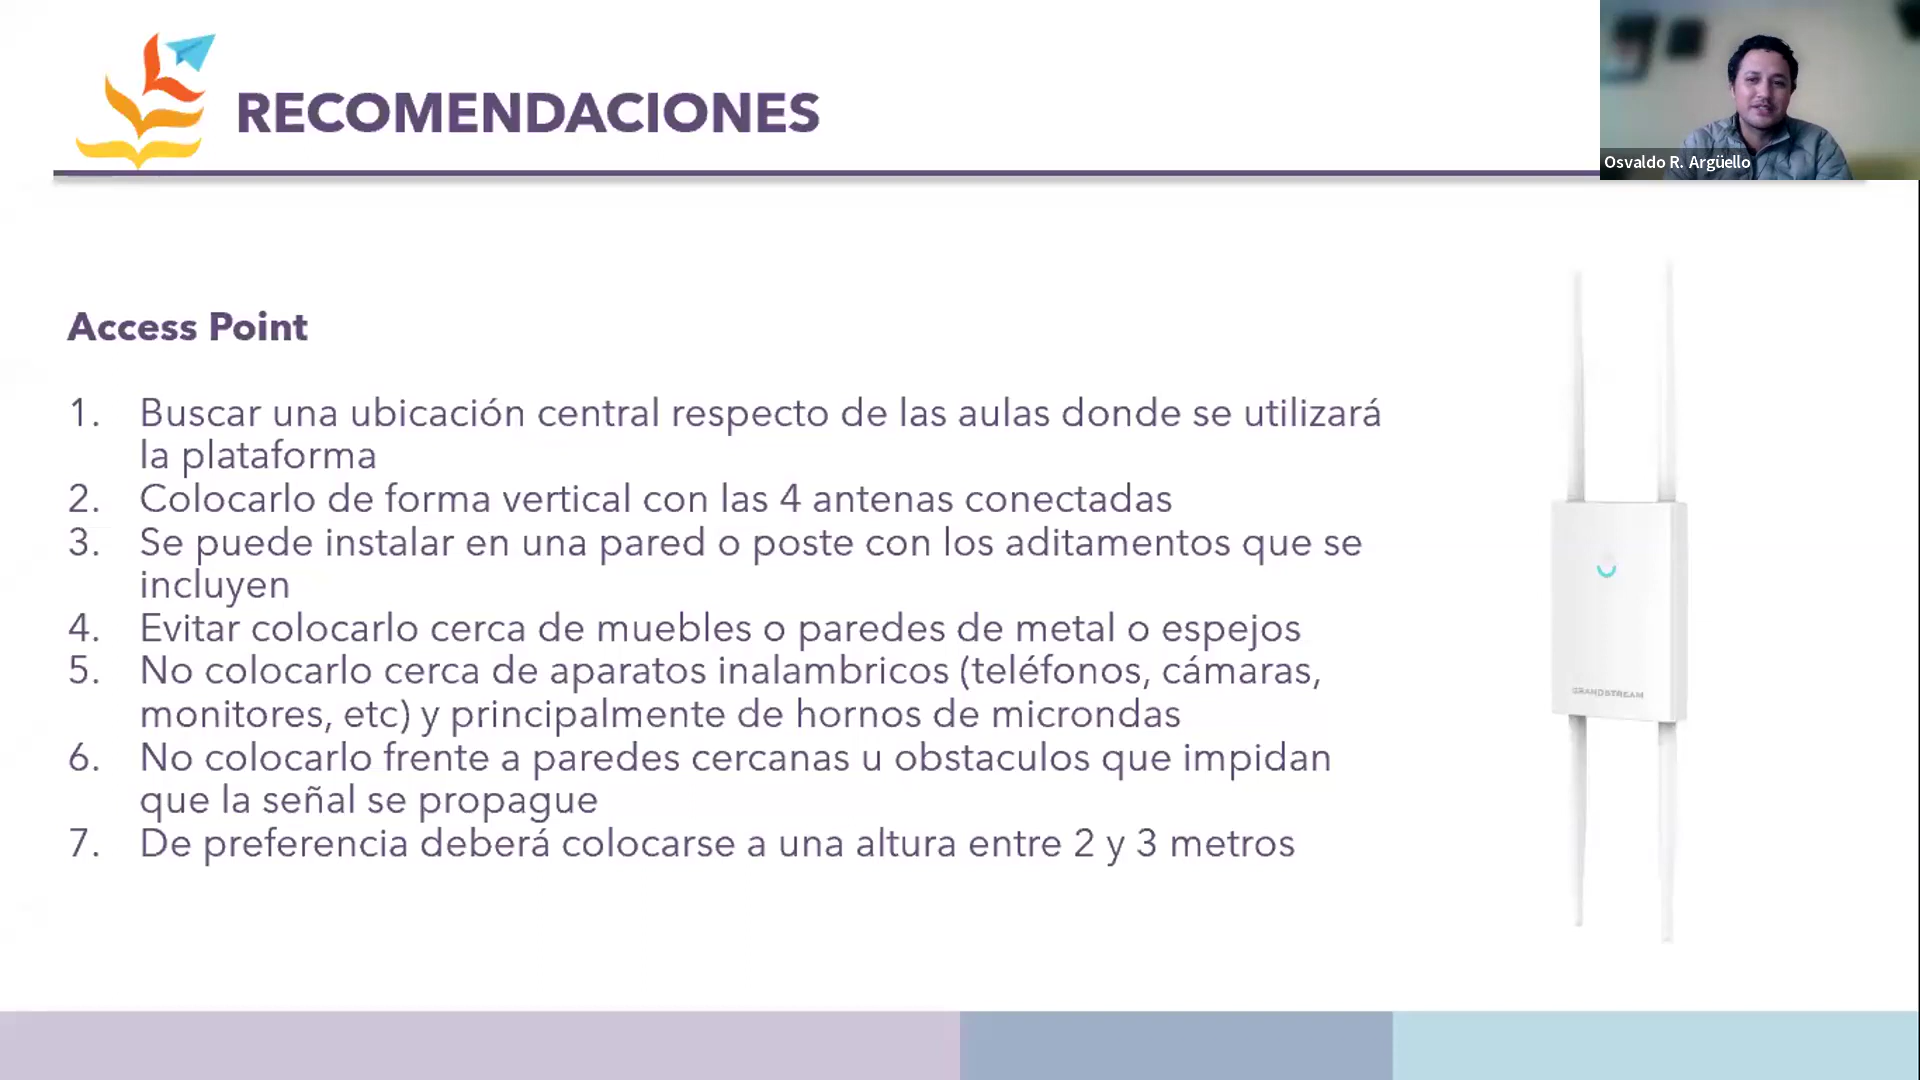 RECOMENDACIONES
Osvaldo R. Argüello
Access Point
1. Buscar una ubicación central respecto de las aulas donde se utilizará
la plataforma
2. Colocarlo de forma vertical con las 4 antenas conectadas
3. Se puede instalar en una pared o poste con los aditamentos que se
incluyen
4. Evitar colocarlo cerca de muebles o paredes de metal o espejos
5. No colocarlo cerca de aparatos inalambricos (teléfonos, cámaras,
monitores, etc) y principalmente de hornos de microndas
6. No colocarlo frente a paredes cercanas u obstaculos que impidan
que la señal se propague
7. De preferencia deberá colocarse a una altura entre 2 y 3 metros
GRANDSTREAM